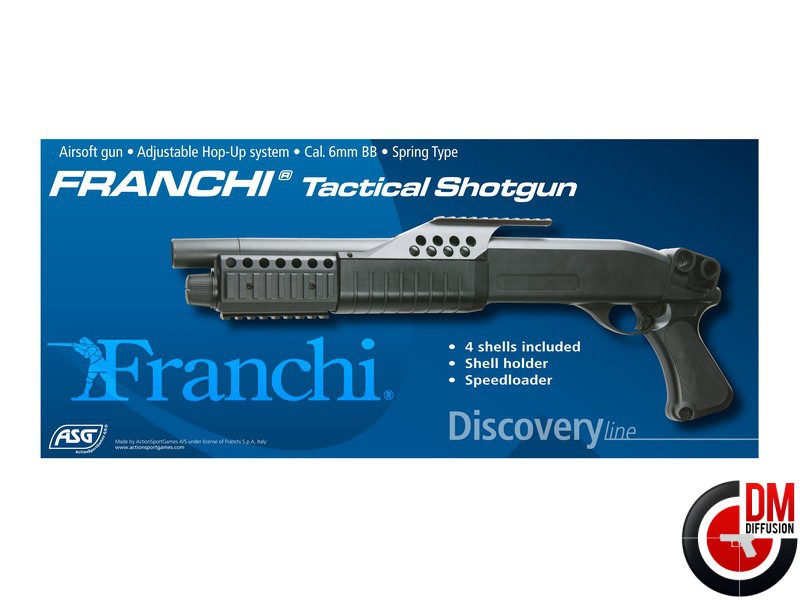 Airsoft gun • Adjustable Hop-Up system • Cal. 6mm BB • Spring Type
FRANCHI® Tactical Shotgun
• 4 shells included
• Shell holder
• Speedloader
Franchi®
Discovery line
ASG
ActionSportGames A/S
Made by ActionSportGames A/S under license of Franchi S.p.A, Italy
www.actionsportgames.com
DM
DIFFUSION